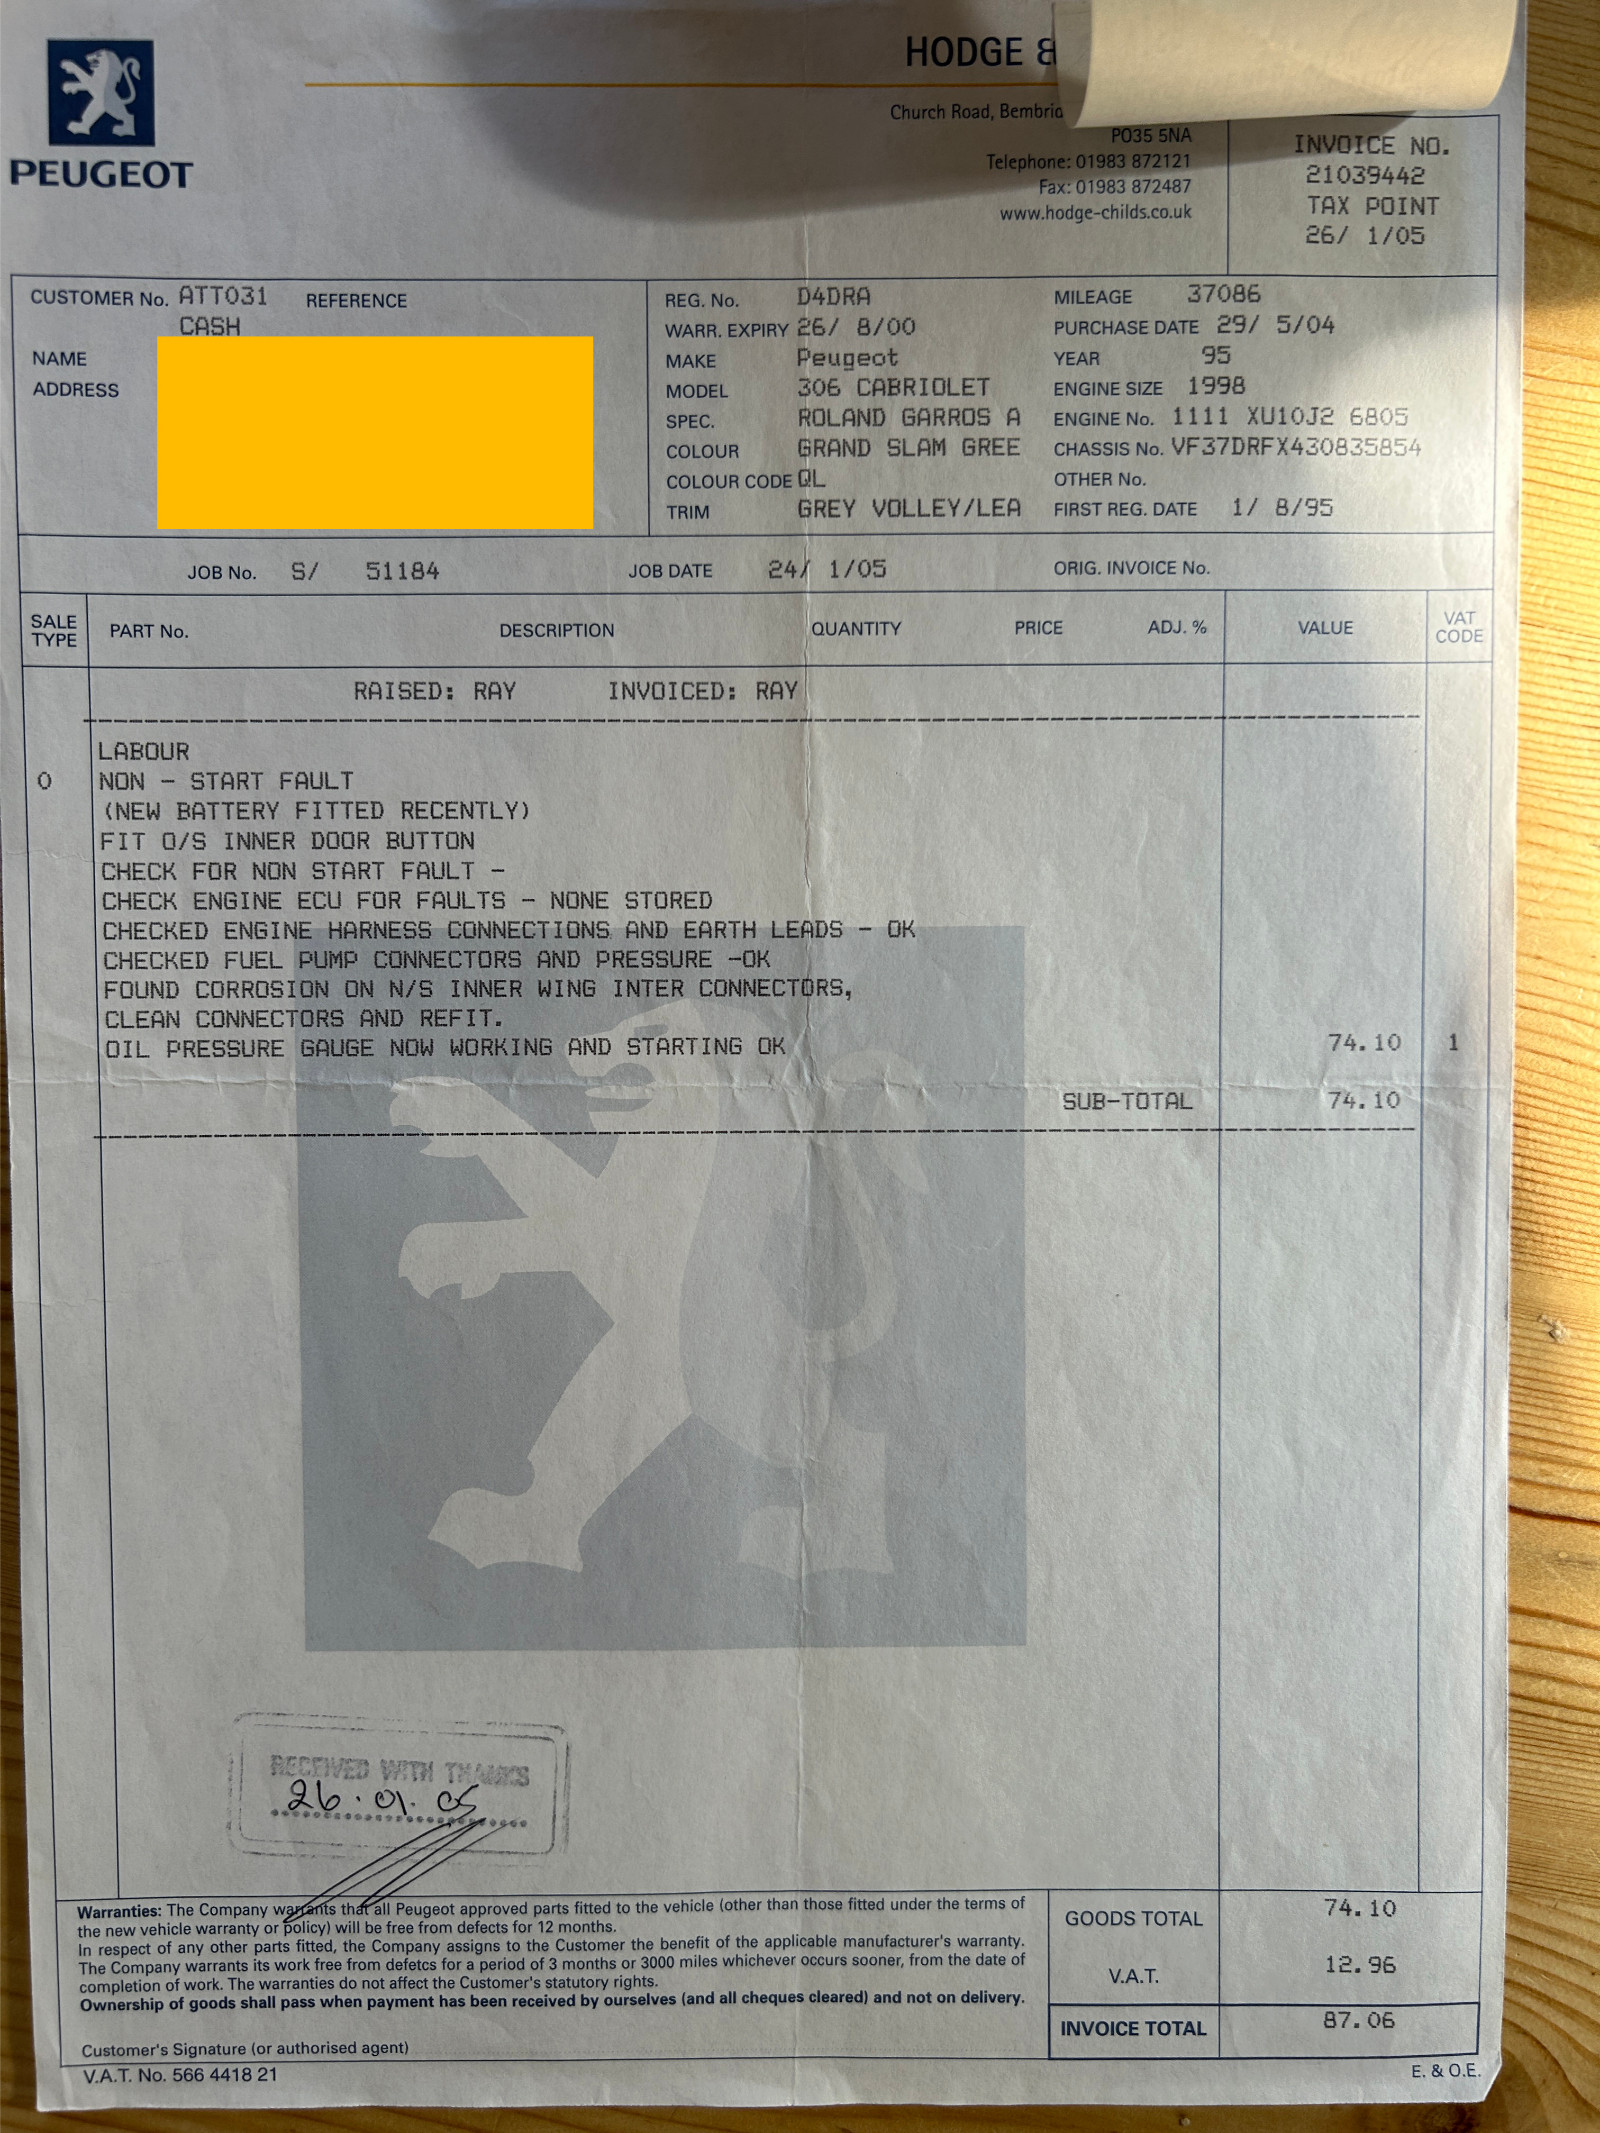 PEUGEOT
HODGE &
Church Road, Bembrid
PO35 5NA
Telephone: 01983 872121
Fax: 01983 872487
www.hodge-childs.co.uk
INVOICE NO.
21039442
TAX POINT
26/ 1/05
CUSTOMER No. ATT031 REFERENCE
CASH
NAME
ADDRESS
REG. No. D4DRA
WARR. EXPIRY 26/ 8/00
MAKE Peugeot
MODEL 306 CABRIOLET
SPEC. ROLAND GARROS A
COLOUR GRAND SLAM GREE
COLOUR CODE QL
TRIM GREY VOLLEY/LEA
MILEAGE 37086
PURCHASE DATE 29/ 5/04
YEAR 95
ENGINE SIZE 1998
ENGINE No. 1111 XU10J2 6805
CHASSIS No. VF37DRFX430835854
OTHER No.
FIRST REG. DATE 1/ 8/95
JOB No. S/ 51184 JOB DATE 24/ 1/05 ORIG. INVOICE No.
SALE TYPE PART No. DESCRIPTION QUANTITY PRICE ADJ. % VALUE VAT CODE
RAISED: RAY INVOICED: RAY
LABOUR
O NON - START FAULT
(NEW BATTERY FITTED RECENTLY)
FIT O/S INNER DOOR BUTTON
CHECK FOR NON START FAULT -
CHECK ENGINE ECU FOR FAULTS - NONE STORED
CHECKED ENGINE HARNESS CONNECTIONS AND EARTH LEADS - OK
CHECKED FUEL PUMP CONNECTORS AND PRESSURE -OK
FOUND CORROSION ON N/S INNER WING INTER CONNECTORS,
CLEAN CONNECTORS AND REFIT.
OIL PRESSURE GAUGE NOW WORKING AND STARTING OK 74.10 1
SUB-TOTAL 74.10
RECEIVED WITH THANKS
26.01.05
Warranties: The Company warrants that all Peugeot approved parts fitted to the vehicle (other than those fitted under the terms of
the new vehicle warranty or policy) will be free from defects for 12 months.
In respect of any other parts fitted, the Company assigns to the Customer the benefit of the applicable manufacturer's warranty.
The Company warrants its work free from defetcs for a period of 3 months or 3000 miles whichever occurs sooner, from the date of
completion of work. The warranties do not affect the Customer's statutory rights.
Ownership of goods shall pass when payment has been received by ourselves (and all cheques cleared) and not on delivery.
Customer's Signature (or authorised agent)
GOODS TOTAL 74.10
V.A.T. 12.96
INVOICE TOTAL 87.06
V.A.T. No. 566 4418 21
E. & O.E.